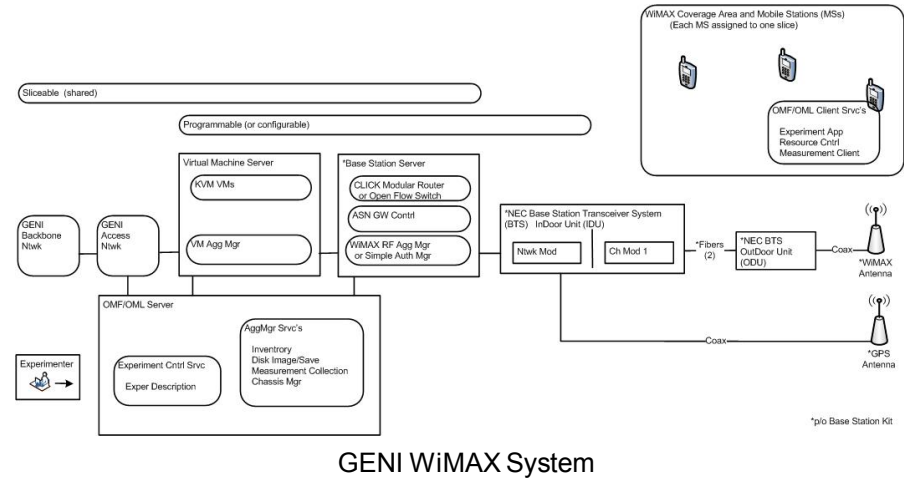 WiMAX Coverage Area and Mobile Stations (MSs)
(Each MS assigned to one slice)
OMF/OML Client Srvc's
Experiment App
Resource Cntrl
Measurement Client
Sliceable (shared)
Programmable (or configurable)
Virtual Machine Server
KVM VMs
VM Agg Mgr
*Base Station Server
CLICK Modular Router
or Open Flow Switch
ASN GW Contrl
WiMAX RF Agg Mgr
or Simple Auth Mgr
GENI
Backbone
Ntwk
GENI
Access
Ntwk
*NEC Base Station Transceiver System
(BTS) InDoor Unit (IDU)
Ntwk Mod
Ch Mod 1
*Fibers
(2)
*NEC BTS
OutDoor Unit
(ODU)
Coax
*WiMAX
Antenna
Coax
*GPS
Antenna
OMF/OML Server
Experiment Cntrl Srvc
Exper Description
AggMgr Srvc's
Inventrory
Disk Image/Save
Measurement Collection
Chassis Mgr
Experimenter
*p/o Base Station Kit
GENI WiMAX System